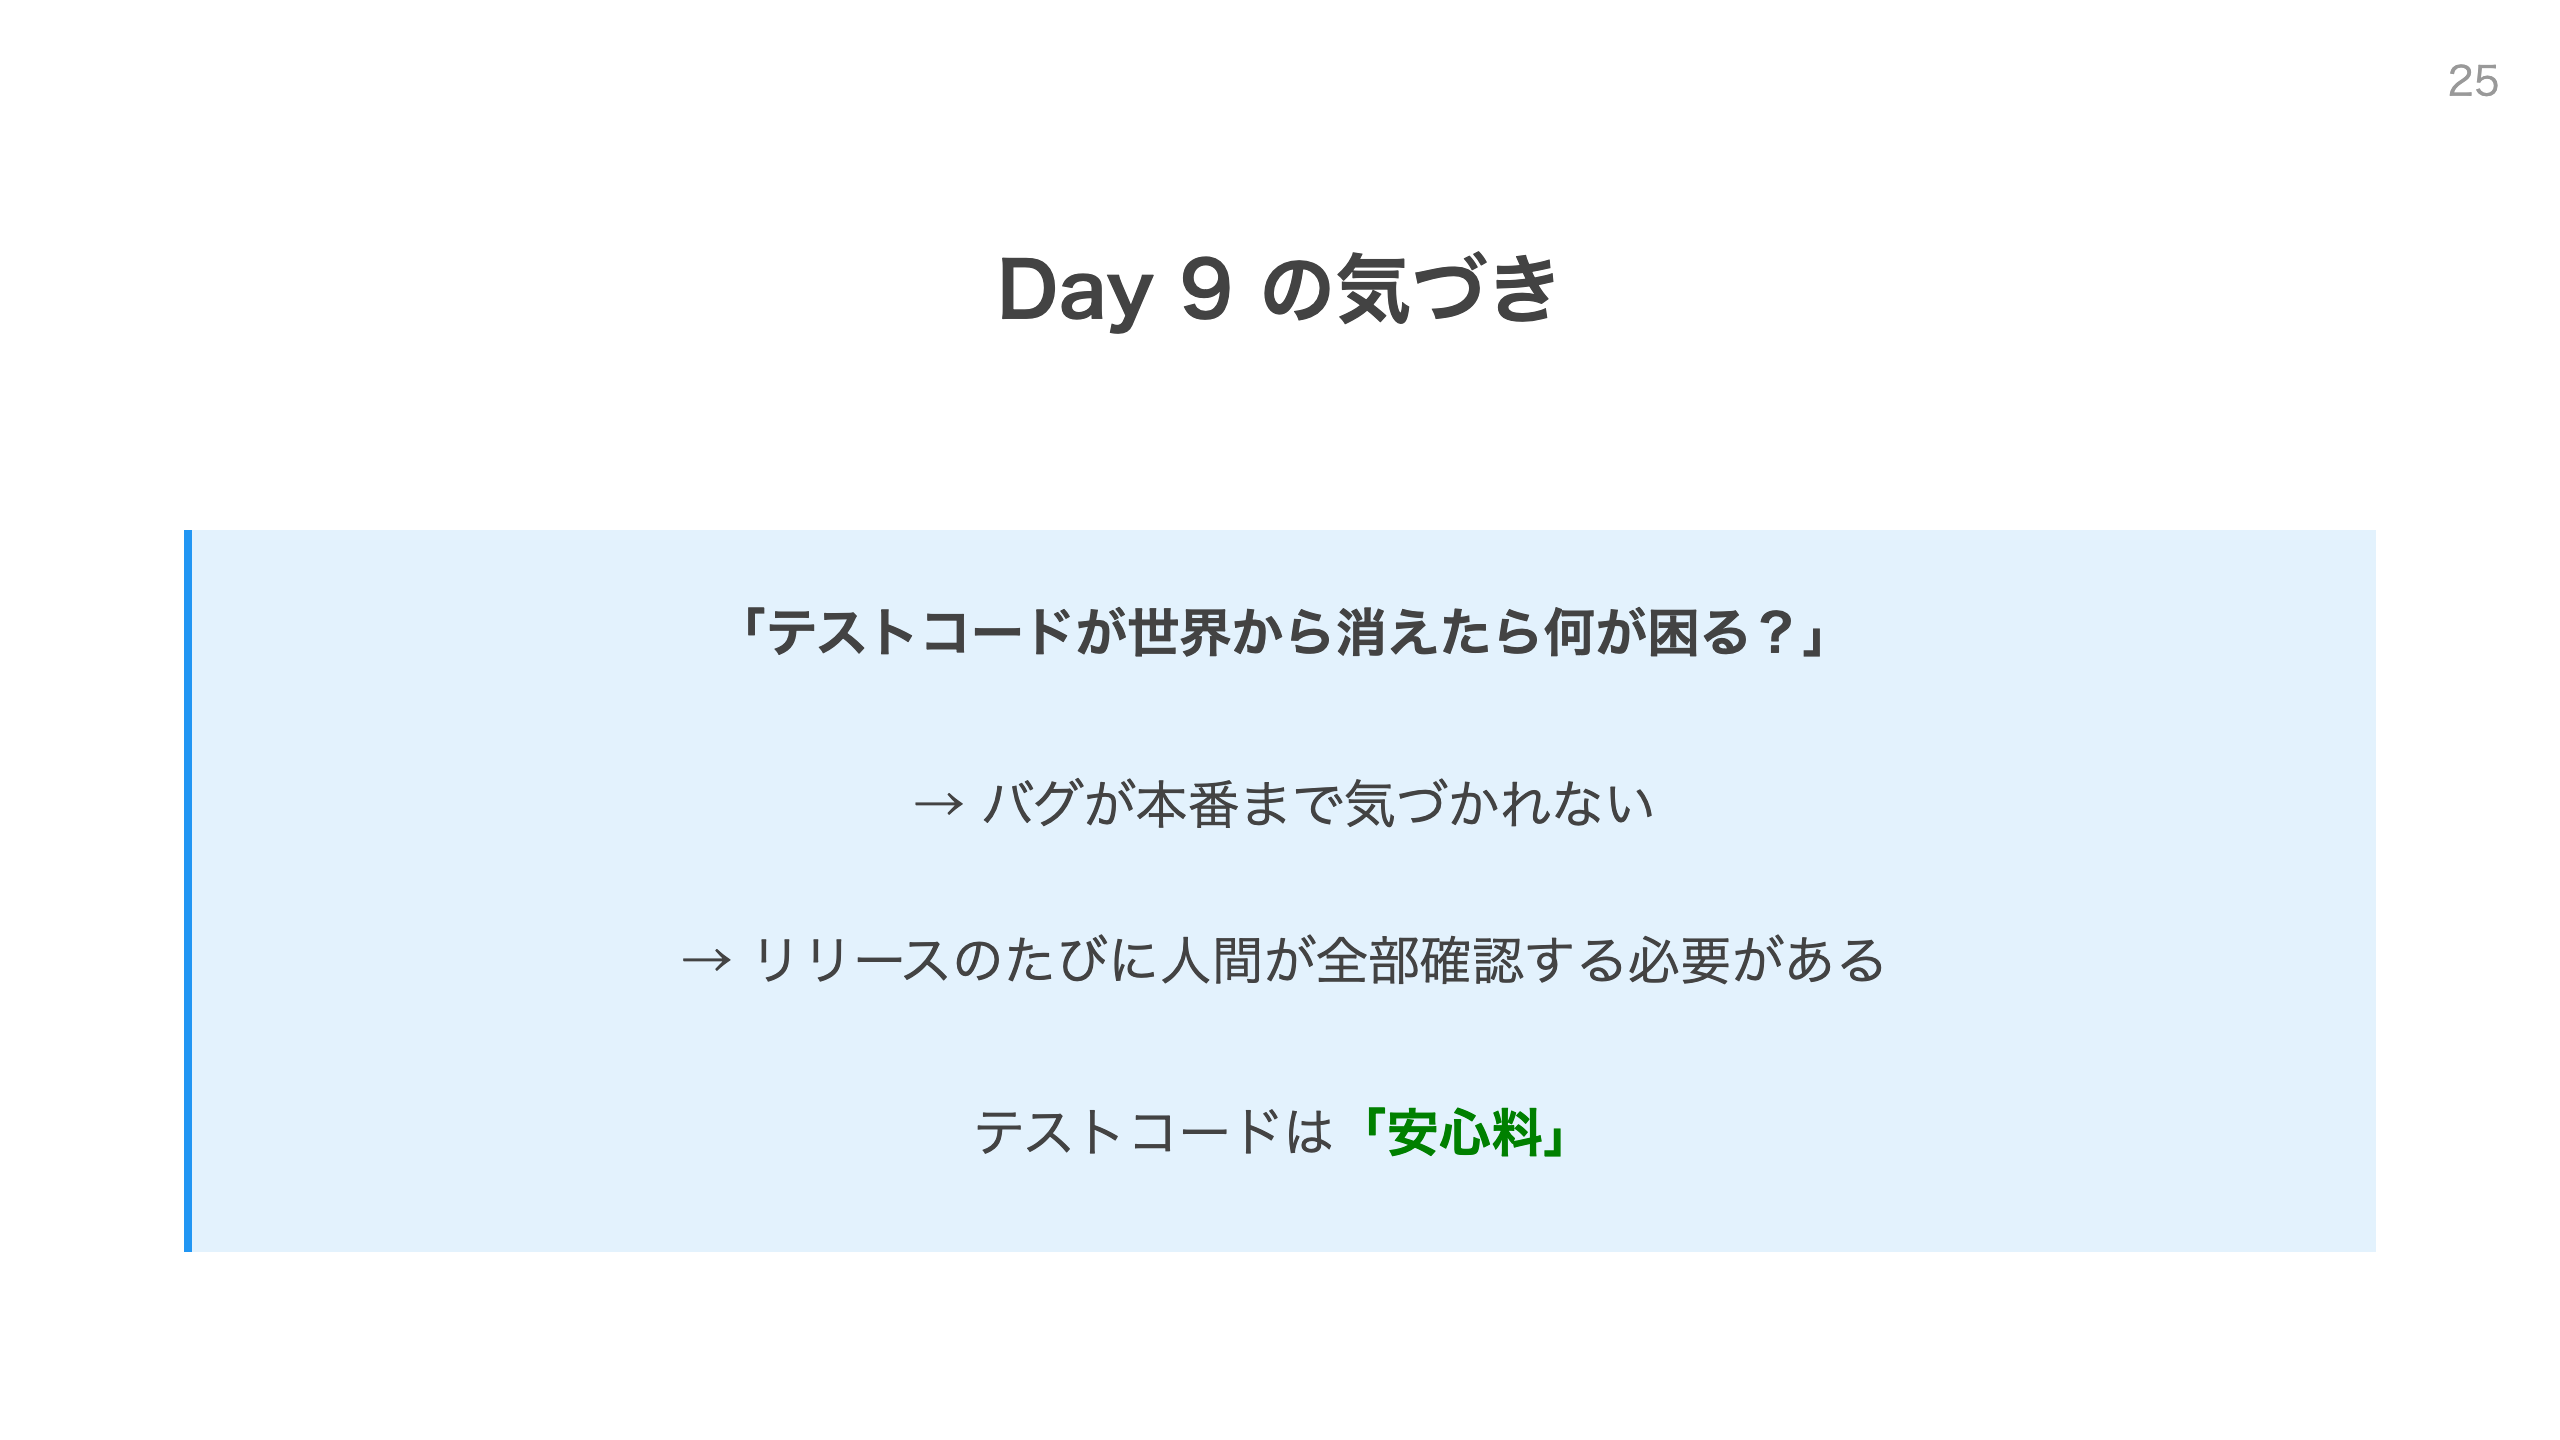 25
Day 9 の気づき
「テストコードが世界から消えたら何が困る？」
→ バグが本番まで気づかれない
→ リリースのたびに人間が全部確認する必要がある
テストコードは「安心料」